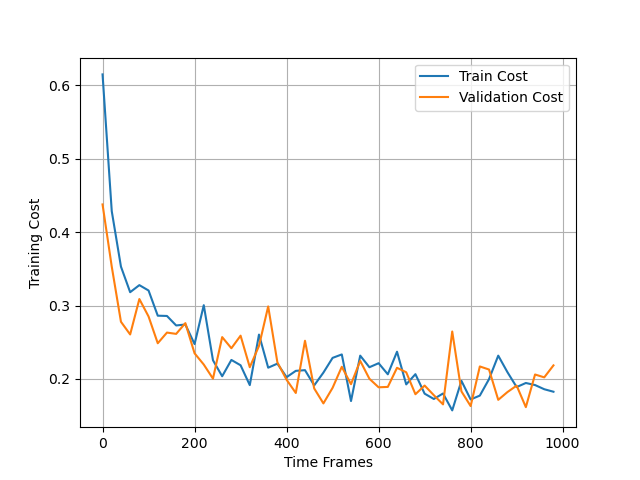 Train Cost
Validation Cost
0.6
0.5
0.4
0.3
0.2
Training Cost
0 200 400 600 800 1000
Time Frames